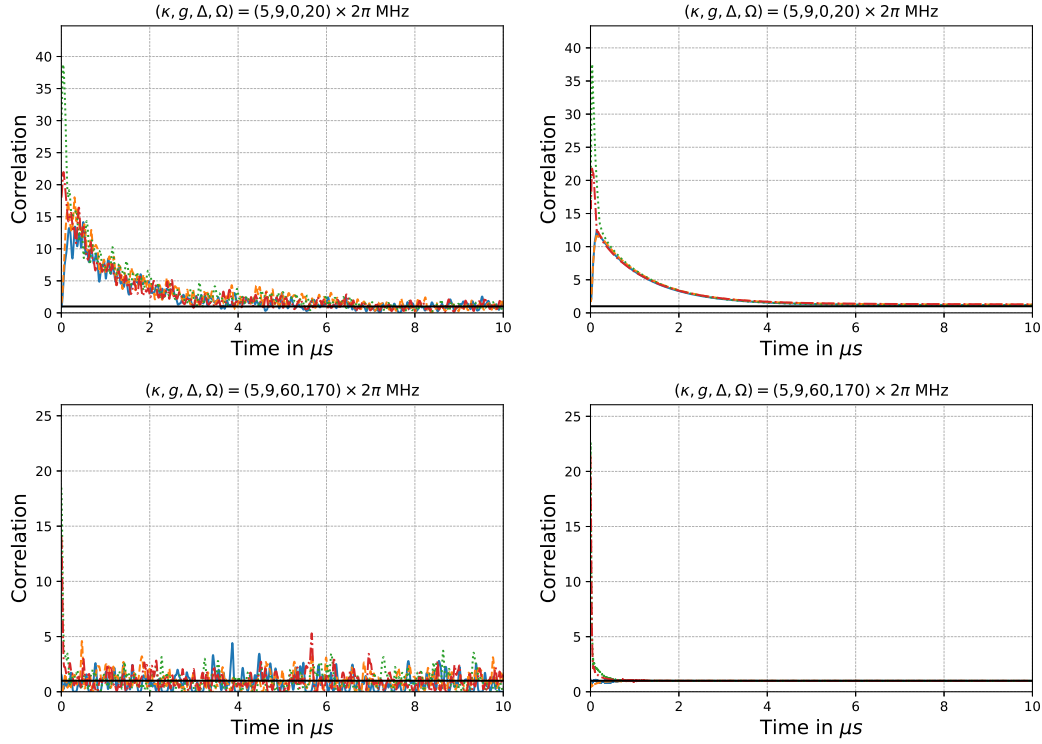 (κ, g, Δ, Ω) = (5,9,0,20) × 2π MHz
Correlation
40
35
30
25
20
15
10
5
0
0 2 4 6 8 10
Time in μs
(κ, g, Δ, Ω) = (5,9,0,20) × 2π MHz
Correlation
40
35
30
25
20
15
10
5
0
0 2 4 6 8 10
Time in μs
(κ, g, Δ, Ω) = (5,9,60,170) × 2π MHz
Correlation
25
20
15
10
5
0
0 2 4 6 8 10
Time in μs
(κ, g, Δ, Ω) = (5,9,60,170) × 2π MHz
Correlation
25
20
15
10
5
0
0 2 4 6 8 10
Time in μs